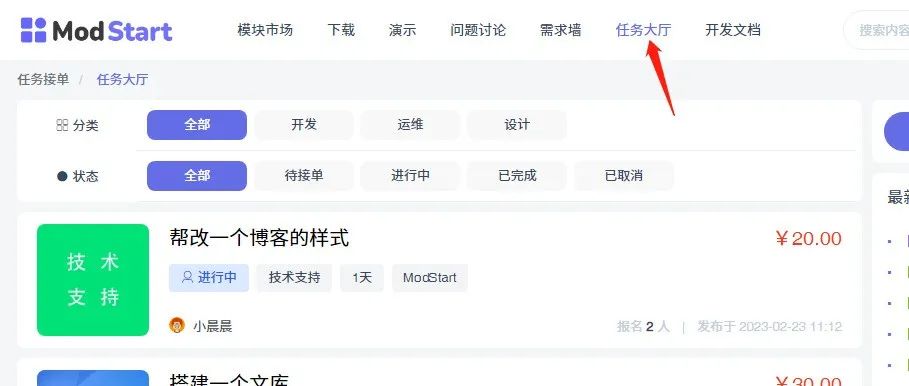 ModStart 模块市场 下载 演示 问题讨论 需求墙 任务大厅 开发文档 搜索内容
任务接单 / 任务大厅
分类 全部 开发 运维 设计
状态 全部 待接单 进行中 已完成 已取消
最新
技术
支持
帮改一个博客的样式 ￥20.00
进行中 技术支持 1天 ModStart
小晨晨 报名 2 人 | 发布于 2023-02-23 11:12
搭建一个文库 ￥30.00